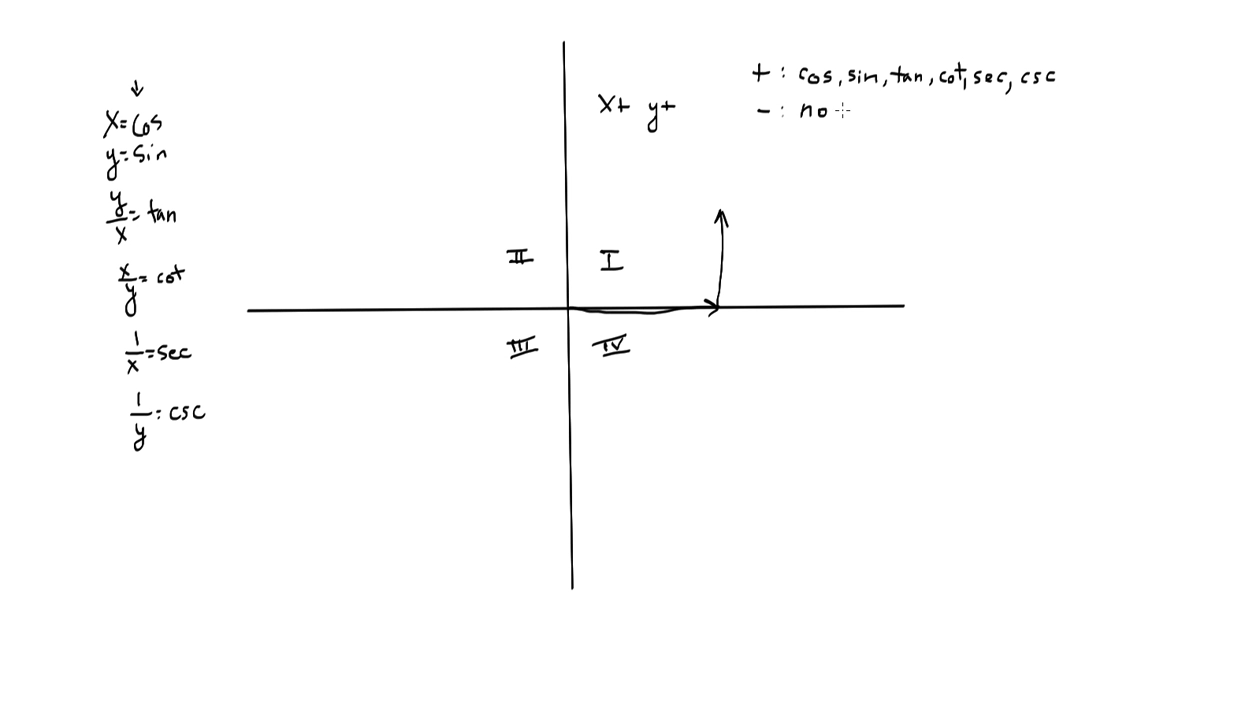 x=cos
y=sin
y/x=tan
x/y=cot
1/x=sec
1/y=csc
x+ y+
+: cos, sin, tan, cot, sec, csc
-: no
II I
III IV